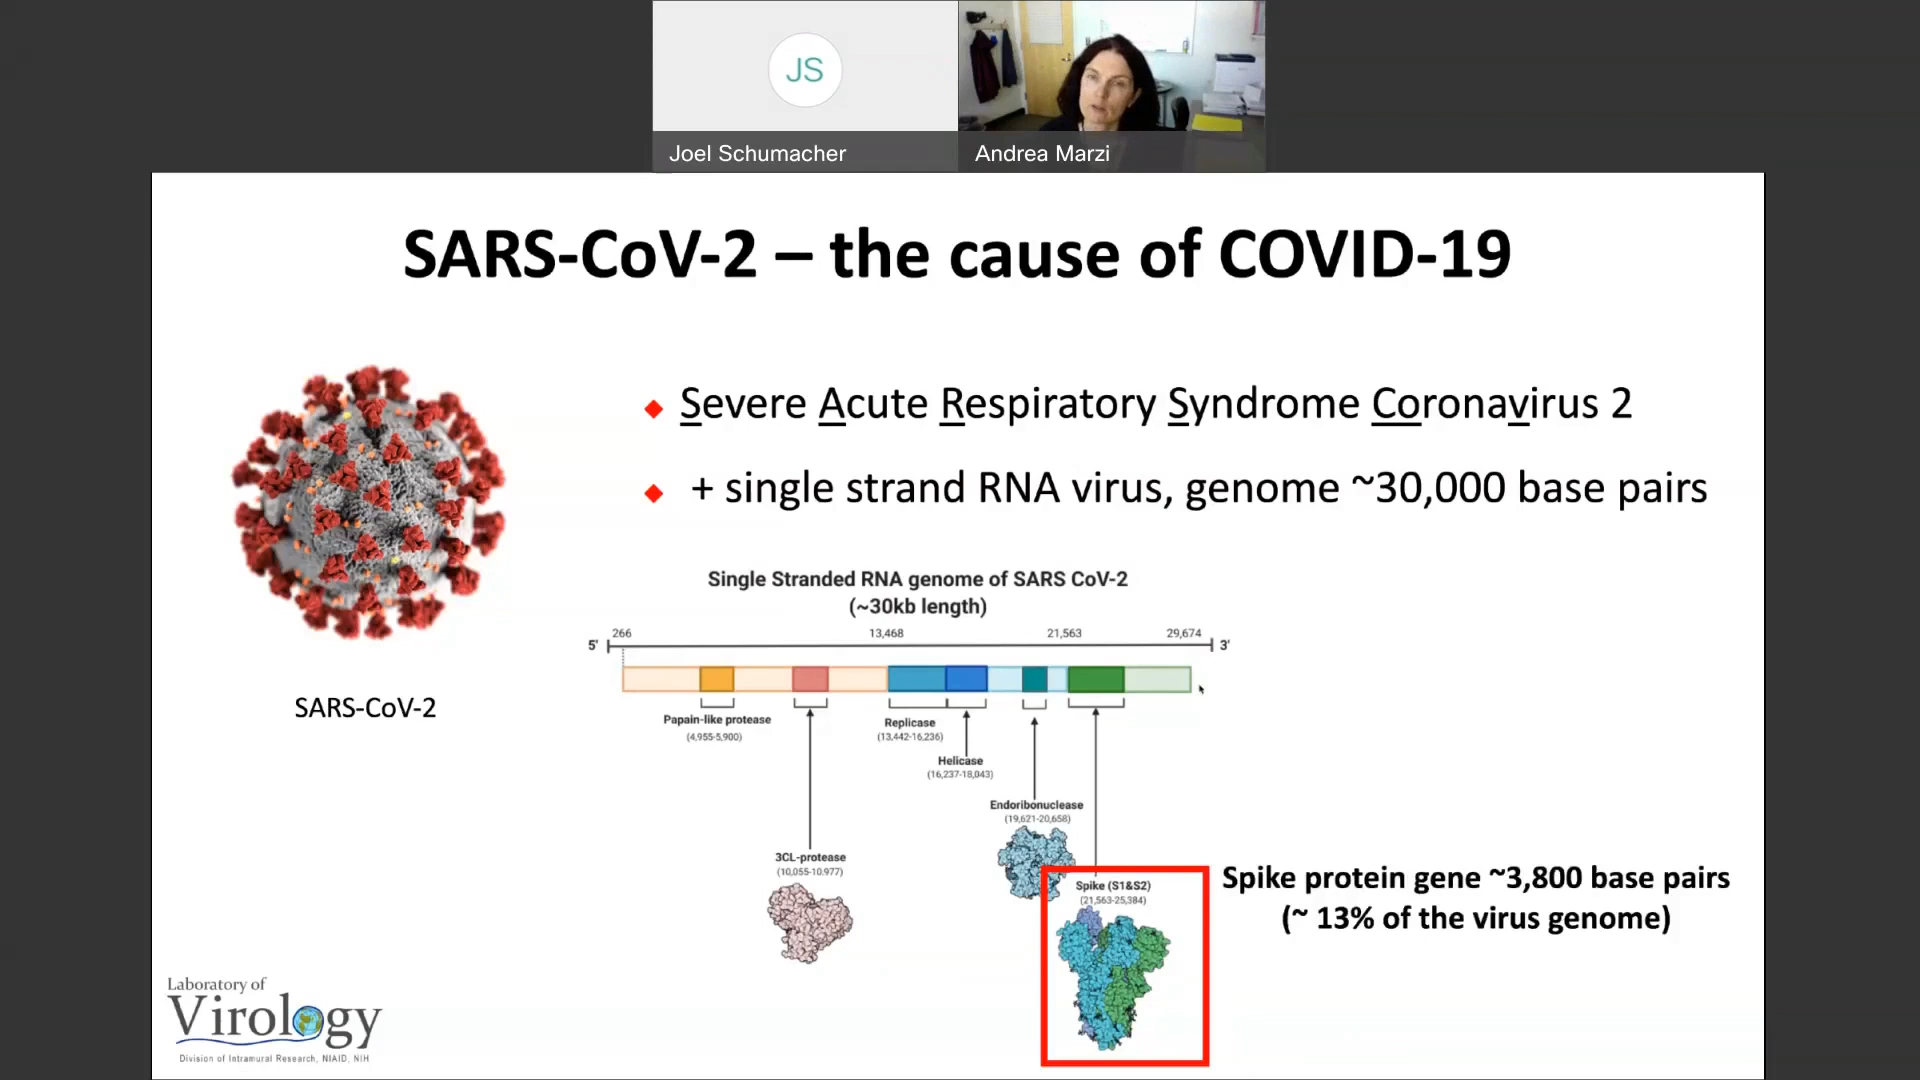 JS
Joel Schumacher
Andrea Marzi
SARS-CoV-2 – the cause of COVID-19
Severe Acute Respiratory Syndrome Coronavirus 2
+ single strand RNA virus, genome ~30,000 base pairs
Single Stranded RNA genome of SARS CoV-2
(~30kb length)
266
13,468
21,563
29,674
5'
3'
SARS-CoV-2
Papain-like protease
(4,955-5,900)
Replicase
(13,442-16,236)
Helicase
(16,237-18,043)
Endoribonuclease
(19,621-20,658)
3CL-protease
(10,055-10.977)
Spike (S1&S2)
(21,563-25,384)
Spike protein gene ~3,800 base pairs
(~ 13% of the virus genome)
Laboratory of
Virology
Division of Intramural Research, NIAID, NIH